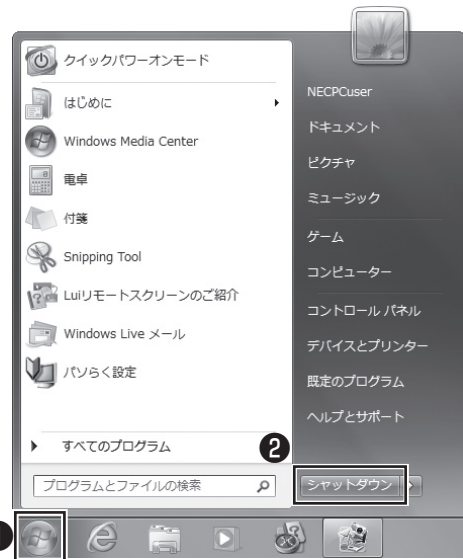 クイックパワーオンモード
はじめに
Windows Media Center
電卓
付箋
Snipping Tool
Luiリモートスクリーンのご紹介
Windows Live メール
パソらく設定
すべてのプログラム
プログラムとファイルの検索
NECPCuser
ドキュメント
ピクチャ
ミュージック
ゲーム
コンピューター
コントロール パネル
デバイスとプリンター
既定のプログラム
ヘルプとサポート
❷
シャットダウン